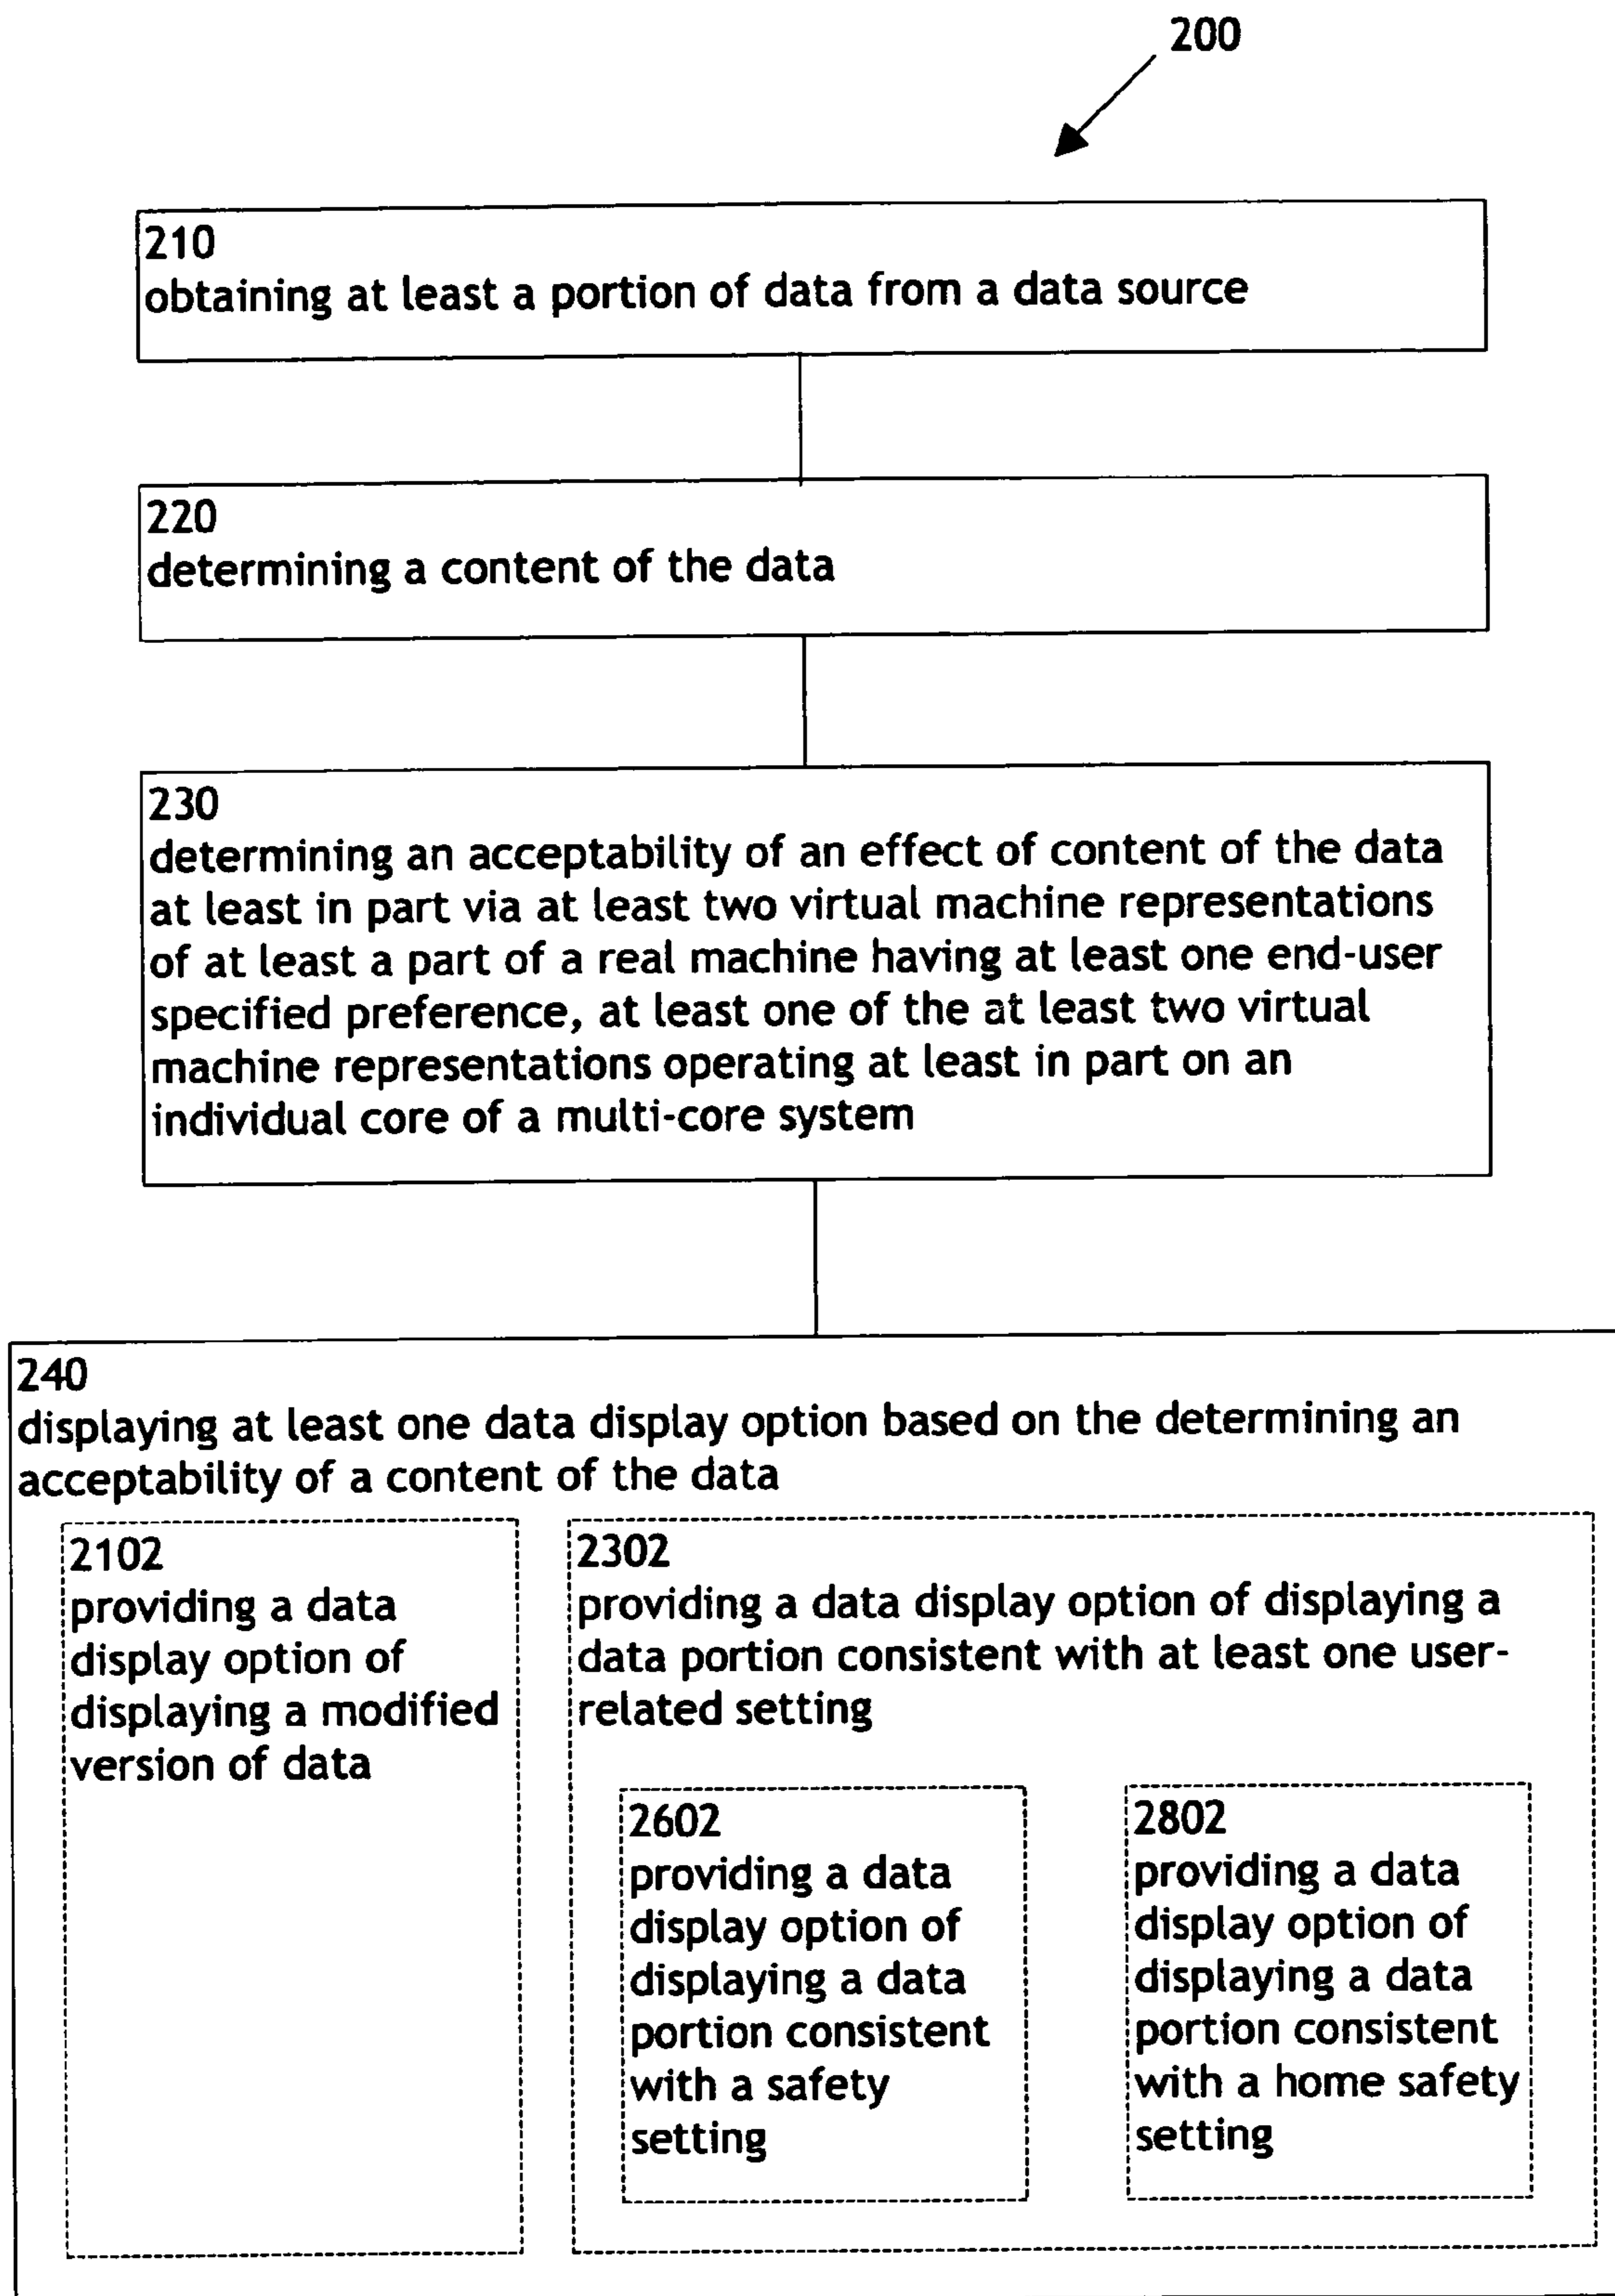 200
210
obtaining at least a portion of data from a data source
220
determining a content of the data
230
determining an acceptability of an effect of content of the data
at least in part via at least two virtual machine representations
of at least a part of a real machine having at least one end-user
specified preference, at least one of the at least two virtual
machine representations operating at least in part on an
individual core of a multi-core system
240
displaying at least one data display option based on the determining an
acceptability of a content of the data
2102
providing a data
display option of
displaying a modified
version of data
2302
providing a data display option of displaying a
data portion consistent with at least one user-
related setting
2602
providing a data
display option of
displaying a data
portion consistent
with a safety
setting
2802
providing a data
display option of
displaying a data
portion consistent
with a home safety
setting